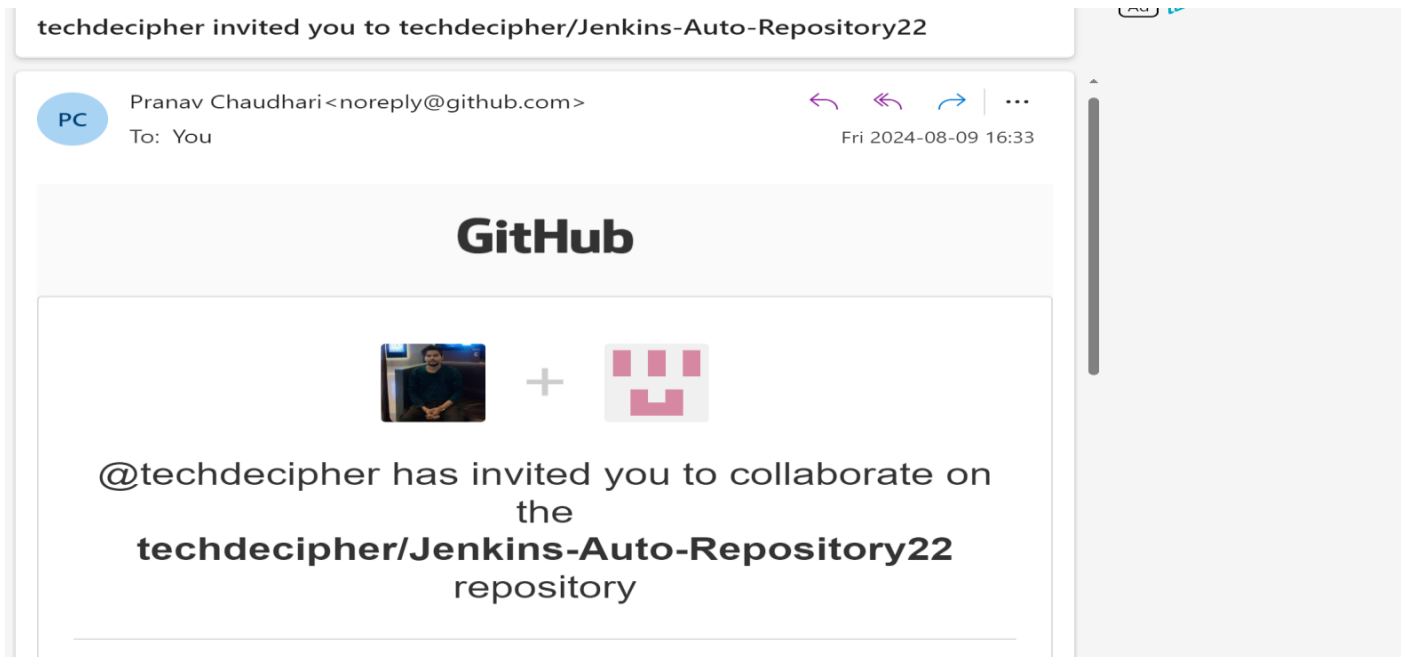 techdecipher invited you to techdecipher/Jenkins-Auto-Repository22
Ad
PC
Pranav Chaudhari<noreply@github.com>
To: You
Fri 2024-08-09 16:33
GitHub
@techdecipher has invited you to collaborate on
the
techdecipher/Jenkins-Auto-Repository22
repository